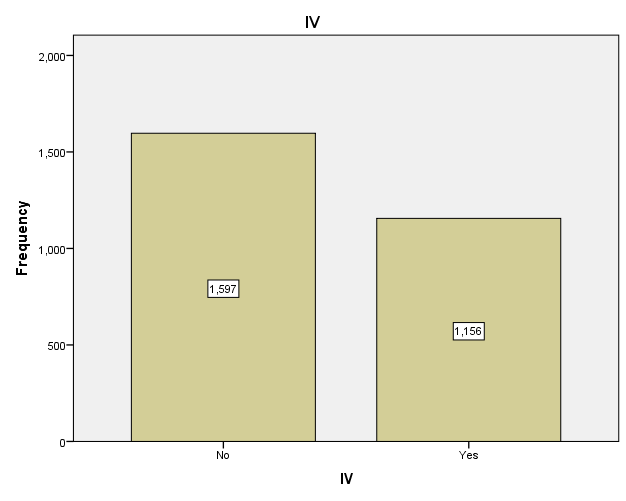 IV
2,000
1,500
1,000
500
0
Frequency
1,597
1,156
No
Yes
IV